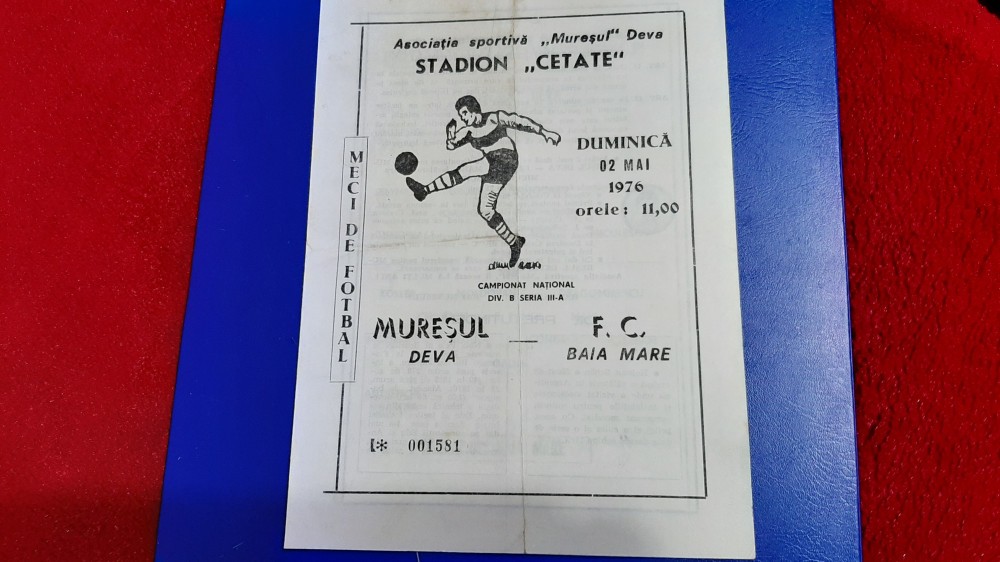 Asociația sportivă „Mureșul" Deva
STADION „CETATE"
MECI DE FOTBAL
DUMINICĂ
02 MAI
1976
orele: 11,00
CAMPIONAT NAȚIONAL
DIV. B SERIA III-A
MUREȘUL — F. C.
DEVA BAIA MARE
[* 001581